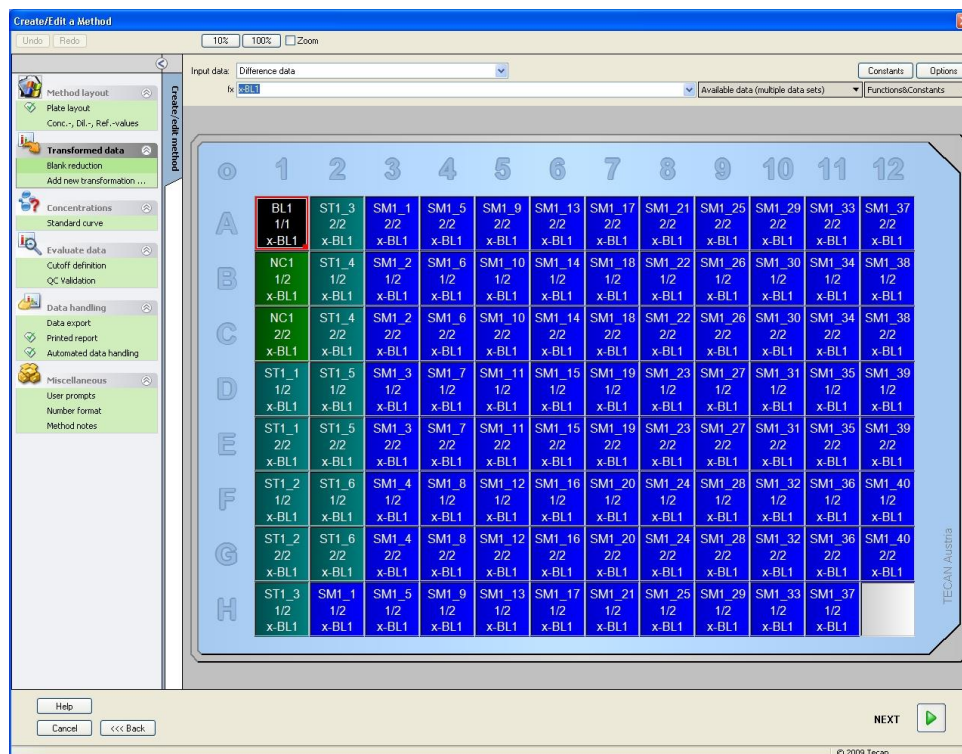 Create/Edit a Method
Undo Redo 10% 100% Zoom
Input data: Difference data Constants Options
fx x-BL1 Available data (multiple data sets) Functions&Constants
Create/edit method
Method layout
Plate layout
Conc.-, Dil.-, Ref.-values
Transformed data
Blank reduction
Add new transformation ...
Concentrations
Standard curve
Evaluate data
Cutoff definition
QC Validation
Data handling
Data export
Printed report
Automated data handling
Miscellaneous
User prompts
Number format
Method notes
o 1 2 3 4 5 6 7 8 9 10 11 12
A
BL1 ST1_3 SM1_1 SM1_5 SM1_9 SM1_13 SM1_17 SM1_21 SM1_25 SM1_29 SM1_33 SM1_37
1/1 2/2 2/2 2/2 2/2 2/2 2/2 2/2 2/2 2/2 2/2 2/2
x-BL1 x-BL1 x-BL1 x-BL1 x-BL1 x-BL1 x-BL1 x-BL1 x-BL1 x-BL1 x-BL1 x-BL1
B
NC1 ST1_4 SM1_2 SM1_6 SM1_10 SM1_14 SM1_18 SM1_22 SM1_26 SM1_30 SM1_34 SM1_38
1/2 1/2 1/2 1/2 1/2 1/2 1/2 1/2 1/2 1/2 1/2 1/2
x-BL1 x-BL1 x-BL1 x-BL1 x-BL1 x-BL1 x-BL1 x-BL1 x-BL1 x-BL1 x-BL1 x-BL1
C
NC1 ST1_4 SM1_2 SM1_6 SM1_10 SM1_14 SM1_18 SM1_22 SM1_26 SM1_30 SM1_34 SM1_38
2/2 2/2 2/2 2/2 2/2 2/2 2/2 2/2 2/2 2/2 2/2 2/2
x-BL1 x-BL1 x-BL1 x-BL1 x-BL1 x-BL1 x-BL1 x-BL1 x-BL1 x-BL1 x-BL1 x-BL1
D
ST1_1 ST1_5 SM1_3 SM1_7 SM1_11 SM1_15 SM1_19 SM1_23 SM1_27 SM1_31 SM1_35 SM1_39
1/2 1/2 1/2 1/2 1/2 1/2 1/2 1/2 1/2 1/2 1/2 1/2
x-BL1 x-BL1 x-BL1 x-BL1 x-BL1 x-BL1 x-BL1 x-BL1 x-BL1 x-BL1 x-BL1 x-BL1
E
ST1_1 ST1_5 SM1_3 SM1_7 SM1_11 SM1_15 SM1_19 SM1_23 SM1_27 SM1_31 SM1_35 SM1_39
2/2 2/2 2/2 2/2 2/2 2/2 2/2 2/2 2/2 2/2 2/2 2/2
x-BL1 x-BL1 x-BL1 x-BL1 x-BL1 x-BL1 x-BL1 x-BL1 x-BL1 x-BL1 x-BL1 x-BL1
F
ST1_2 ST1_6 SM1_4 SM1_8 SM1_12 SM1_16 SM1_20 SM1_24 SM1_28 SM1_32 SM1_36 SM1_40
1/2 1/2 1/2 1/2 1/2 1/2 1/2 1/2 1/2 1/2 1/2 1/2
x-BL1 x-BL1 x-BL1 x-BL1 x-BL1 x-BL1 x-BL1 x-BL1 x-BL1 x-BL1 x-BL1 x-BL1
G
ST1_2 ST1_6 SM1_4 SM1_8 SM1_12 SM1_16 SM1_20 SM1_24 SM1_28 SM1_32 SM1_36 SM1_40
2/2 2/2 2/2 2/2 2/2 2/2 2/2 2/2 2/2 2/2 2/2 2/2
x-BL1 x-BL1 x-BL1 x-BL1 x-BL1 x-BL1 x-BL1 x-BL1 x-BL1 x-BL1 x-BL1 x-BL1
H
ST1_3 SM1_1 SM1_5 SM1_9 SM1_13 SM1_17 SM1_21 SM1_25 SM1_29 SM1_33 SM1_37
1/2 1/2 1/2 1/2 1/2 1/2 1/2 1/2 1/2 1/2 1/2
x-BL1 x-BL1 x-BL1 x-BL1 x-BL1 x-BL1 x-BL1 x-BL1 x-BL1 x-BL1 x-BL1
TECAN Austria
Help
Cancel <<< Back
NEXT
© 2009 Tecan